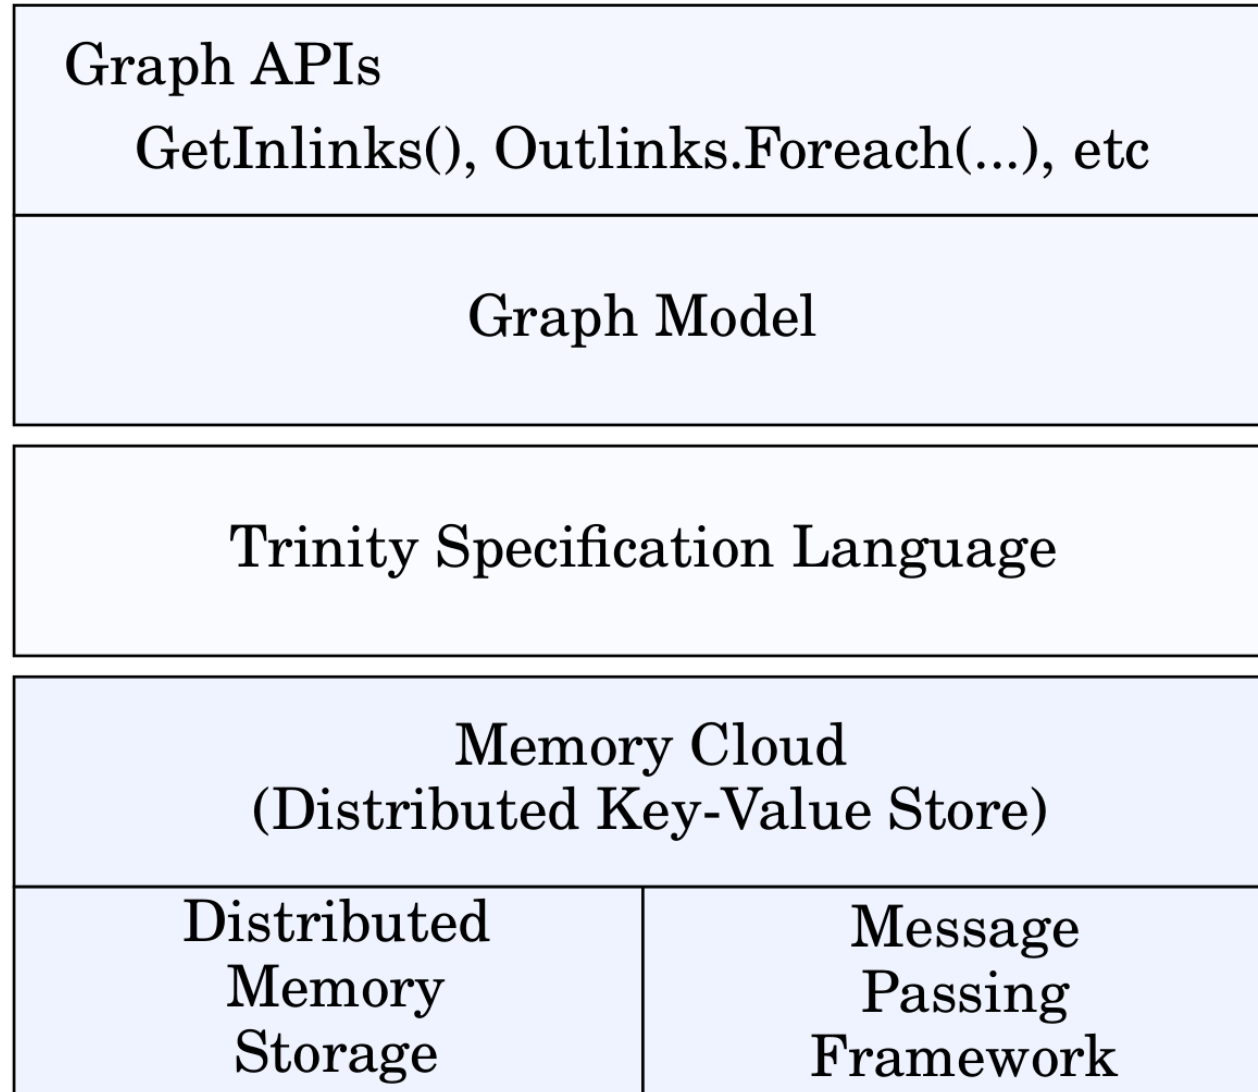 Graph APIs
GetInlinks(), Outlinks.Foreach(...), etc
Graph Model
Trinity Specification Language
Memory Cloud
(Distributed Key-Value Store)
Distributed
Memory
Storage
Message
Passing
Framework